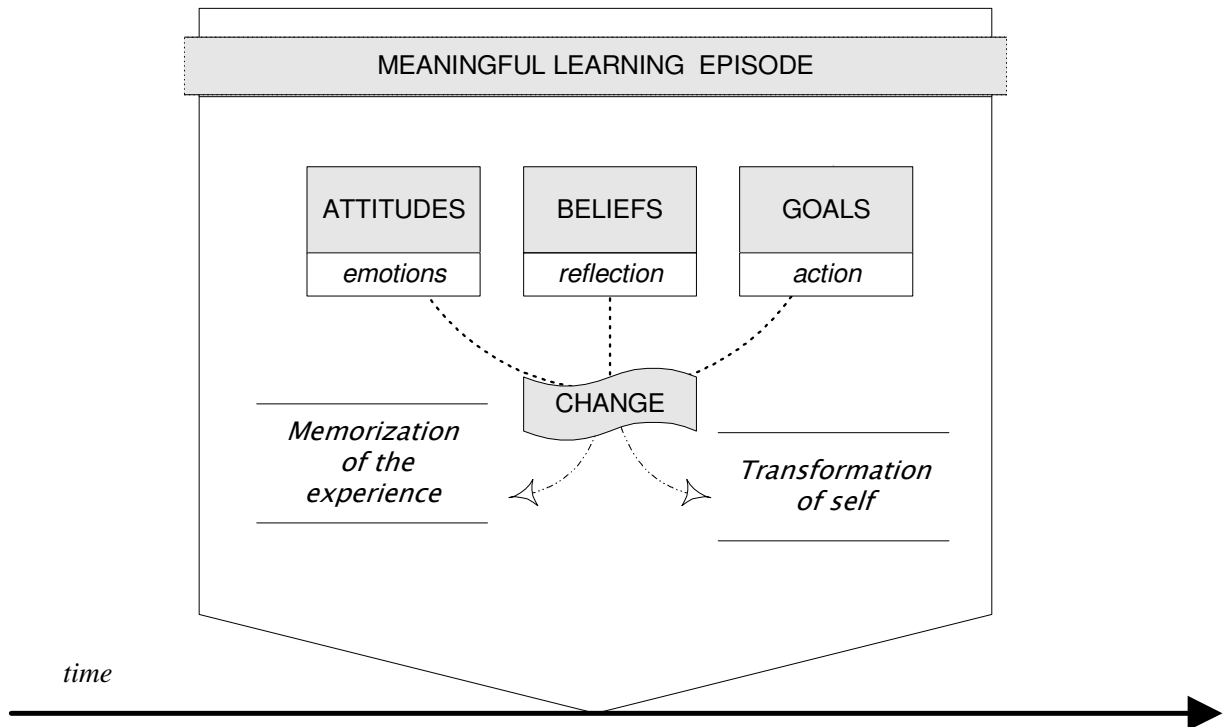 MEANINGFUL LEARNING EPISODE
ATTITUDES
emotions
BELIEFS
reflection
GOALS
action
CHANGE
Memorization
of the
experience
Transformation
of self
time